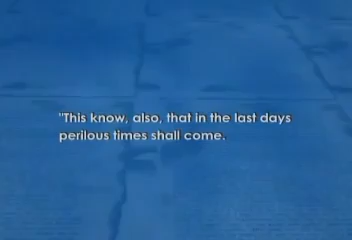 "This know, also, that in the last days
perilous times shall come.